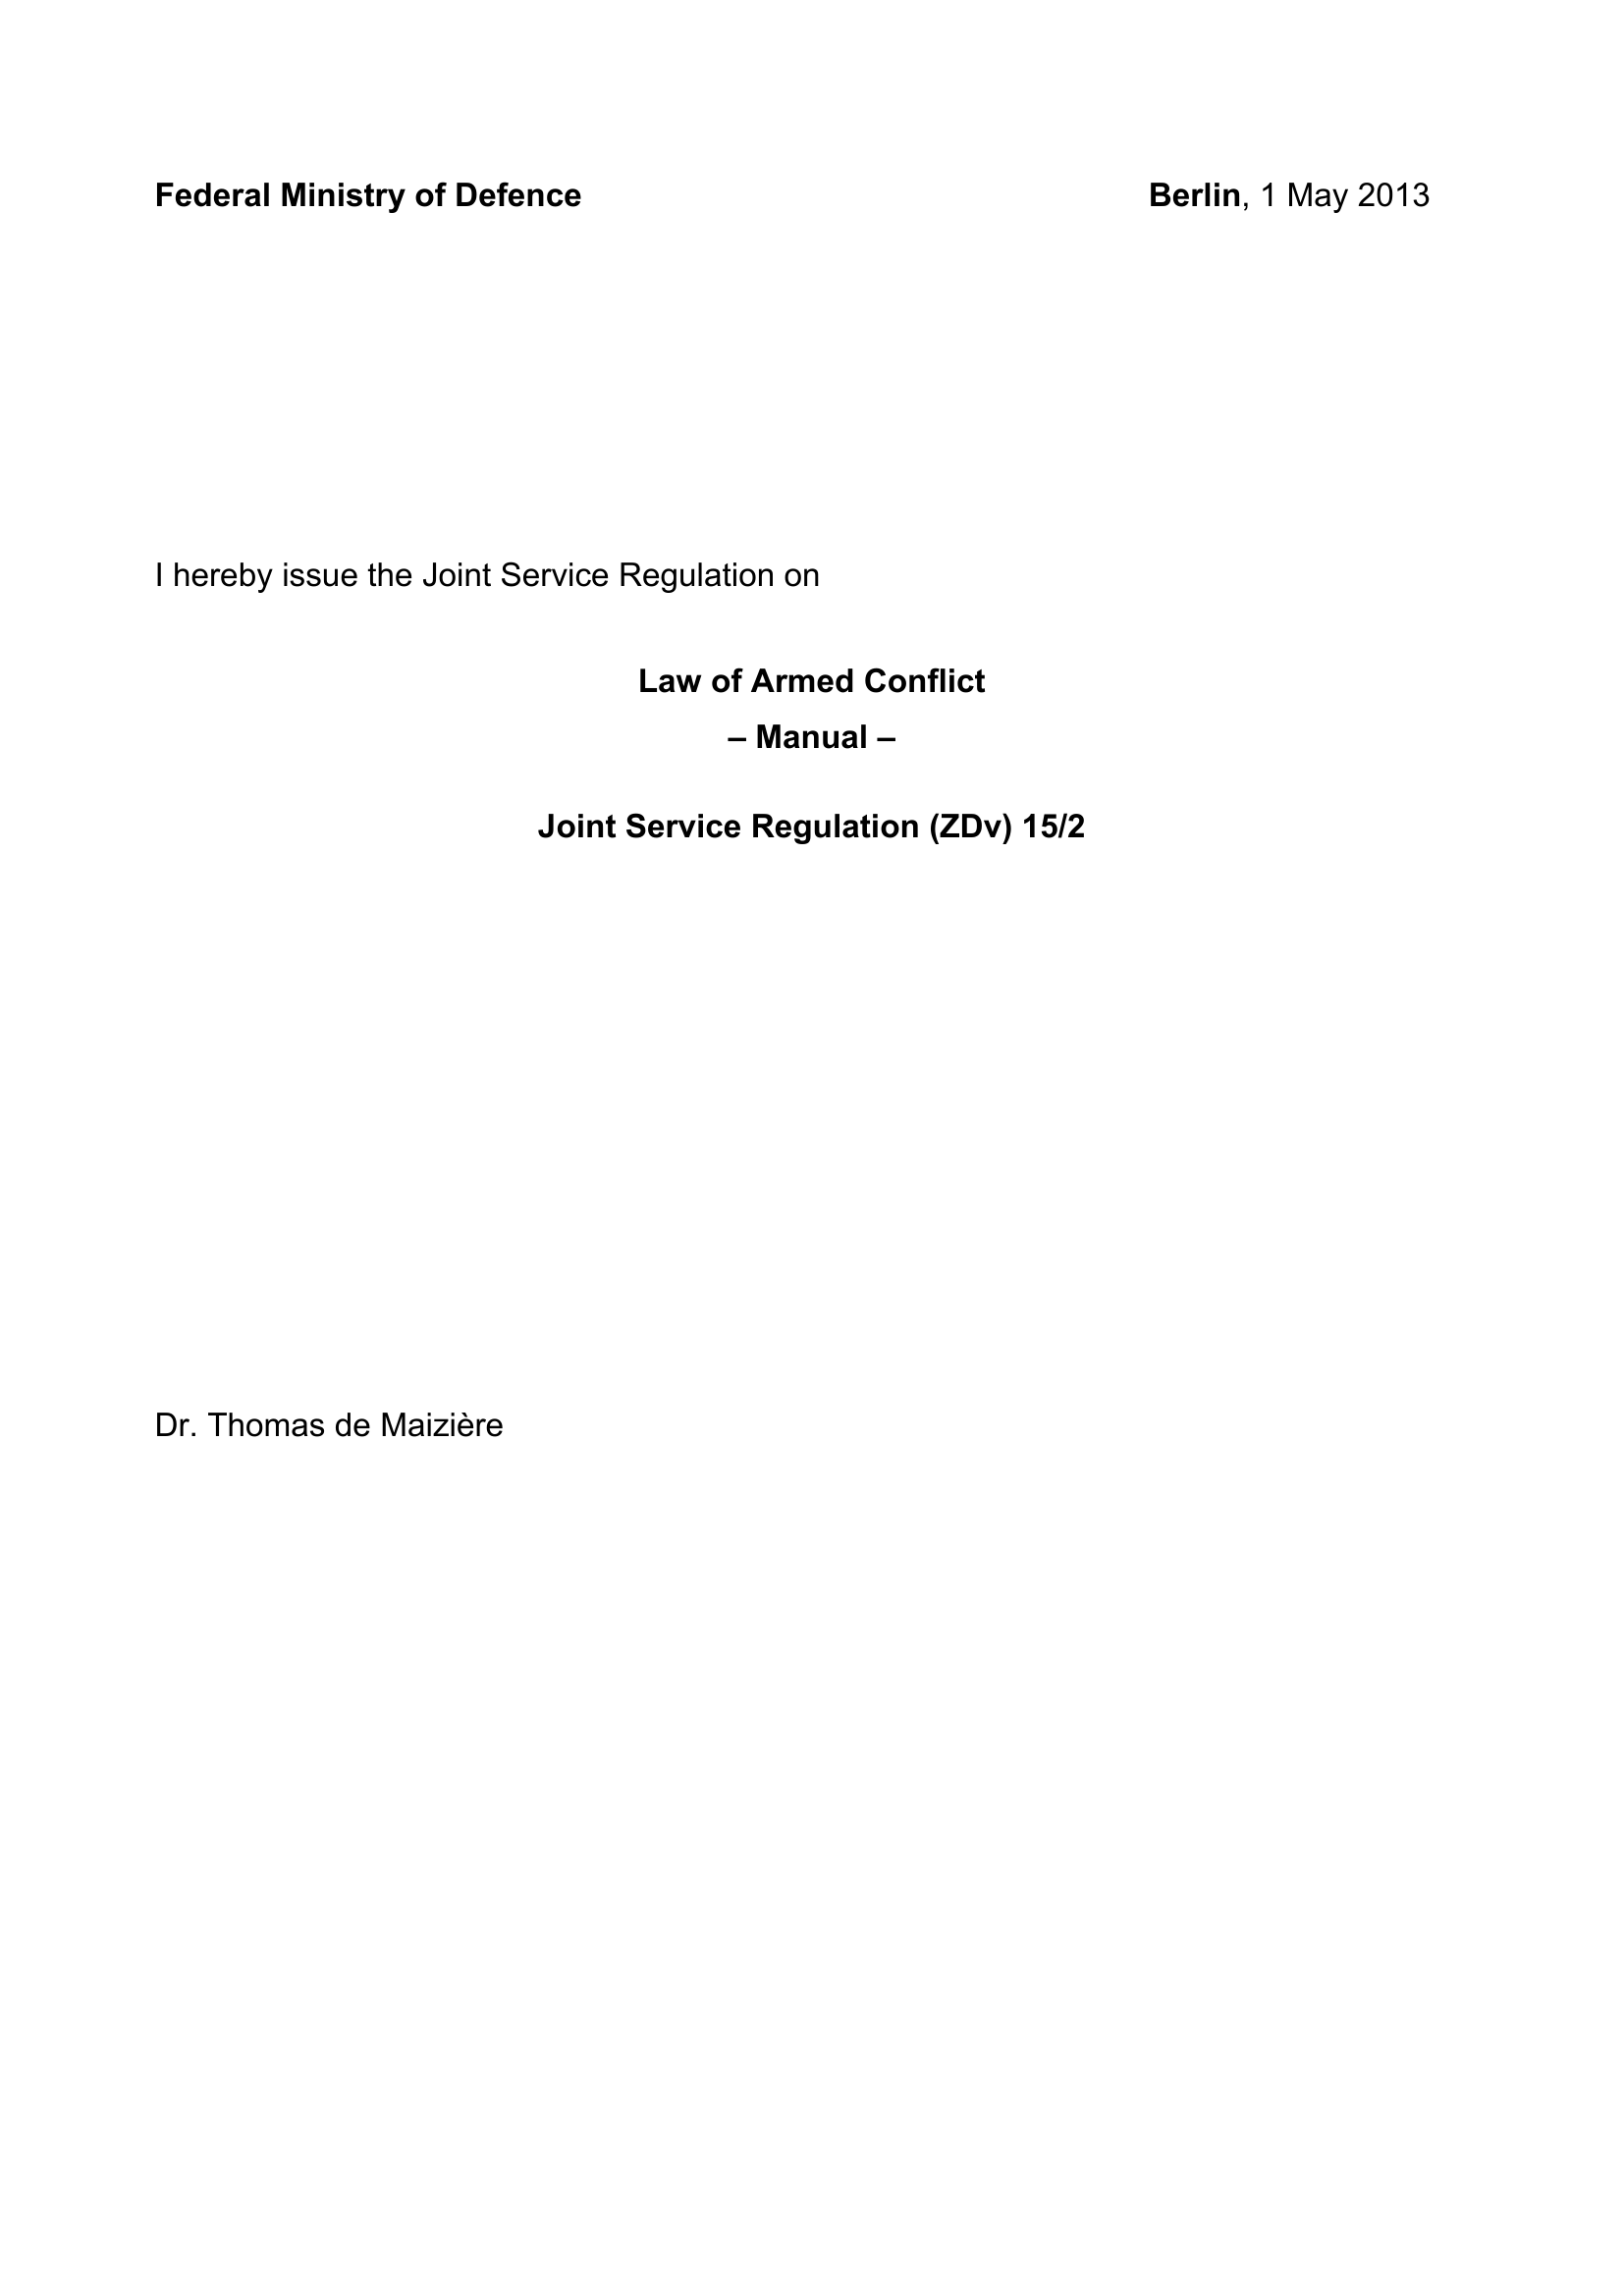 Federal Ministry of Defence Berlin, 1 May 2013
I hereby issue the Joint Service Regulation on
Law of Armed Conflict
– Manual –
Joint Service Regulation (ZDv) 15/2
Dr. Thomas de Maizière